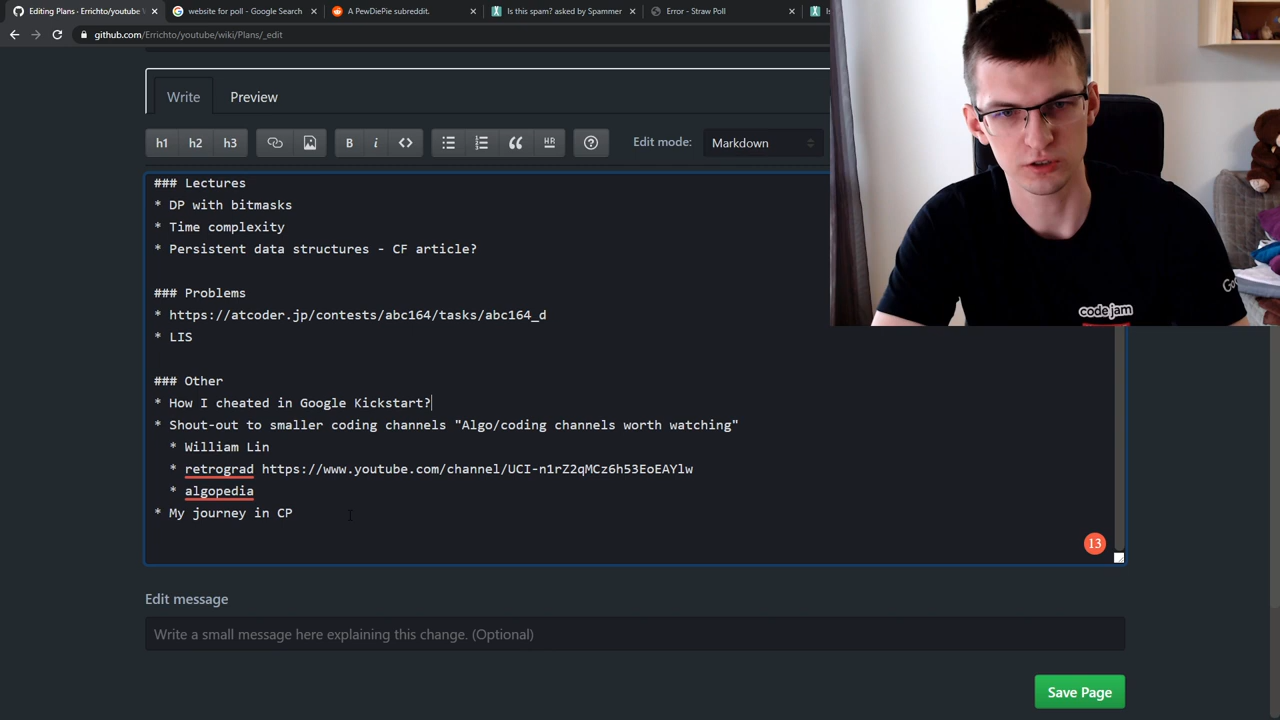 Editing Plans · Errichto/youtube
website for poll - Google Search
A PewDiePie subreddit.
Is this spam? asked by Spammer
Error - Straw Poll
github.com/Errichto/youtube/wiki/Plans/_edit
Write
Preview
h1 h2 h3 B i <> HR ? Edit mode: Markdown
### Lectures
* DP with bitmasks
* Time complexity
* Persistent data structures - CF article?
### Problems
* https://atcoder.jp/contests/abc164/tasks/abc164_d
* LIS
### Other
* How I cheated in Google Kickstart?
* Shout-out to smaller coding channels "Algo/coding channels worth watching"
* William Lin
* retrograd https://www.youtube.com/channel/UCI-n1rZ2qMCz6h53EoEAYlw
* algopedia
* My journey in CP
13
Edit message
Write a small message here explaining this change. (Optional)
Save Page
code jam